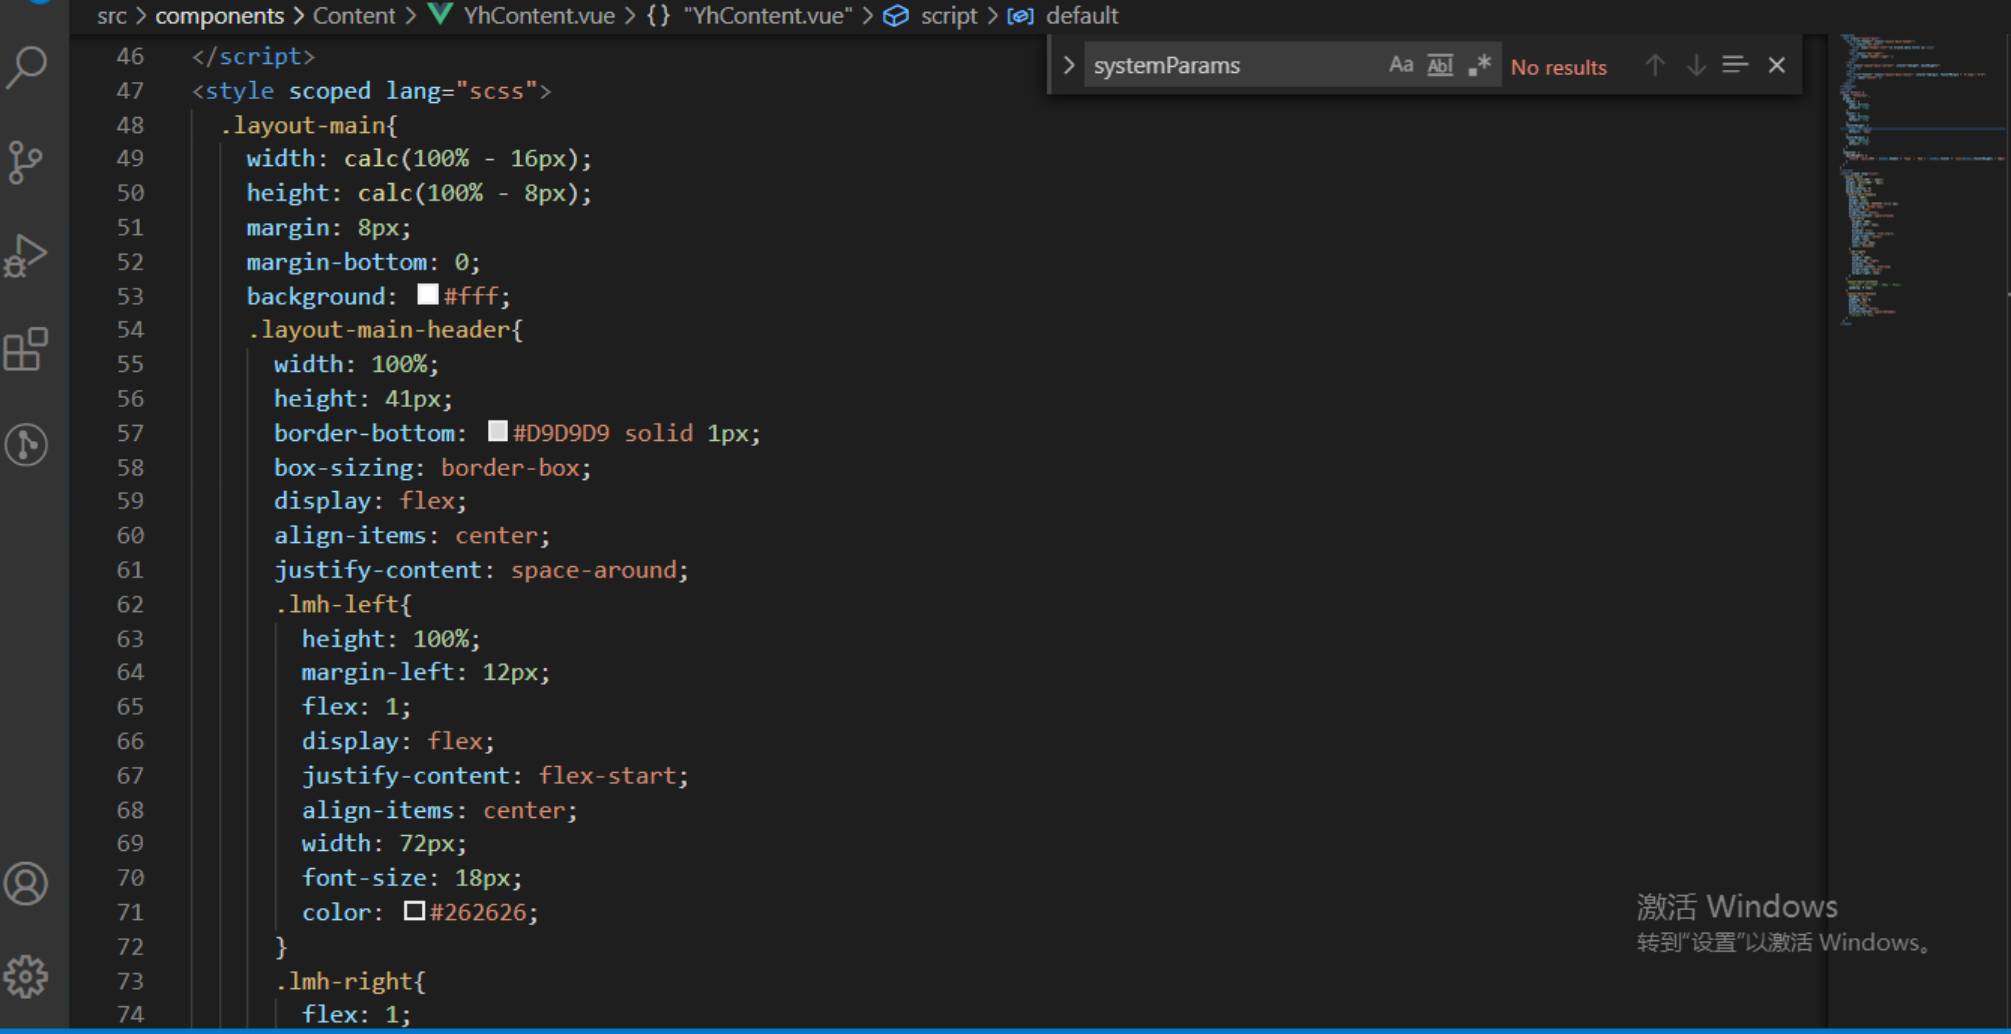 src > components > Content > YhContent.vue > {} "YhContent.vue" > script > default
systemParams Aa Abl .* No results
46 </script>
47 <style scoped lang="scss">
48 .layout-main{
49 width: calc(100% - 16px);
50 height: calc(100% - 8px);
51 margin: 8px;
52 margin-bottom: 0;
53 background: #fff;
54 .layout-main-header{
55 width: 100%;
56 height: 41px;
57 border-bottom: #D9D9D9 solid 1px;
58 box-sizing: border-box;
59 display: flex;
60 align-items: center;
61 justify-content: space-around;
62 .lmh-left{
63 height: 100%;
64 margin-left: 12px;
65 flex: 1;
66 display: flex;
67 justify-content: flex-start;
68 align-items: center;
69 width: 72px;
70 font-size: 18px;
71 color: #262626;
72 }
73 .lmh-right{
74 flex: 1;
激活 Windows
转到“设置”以激活 Windows。